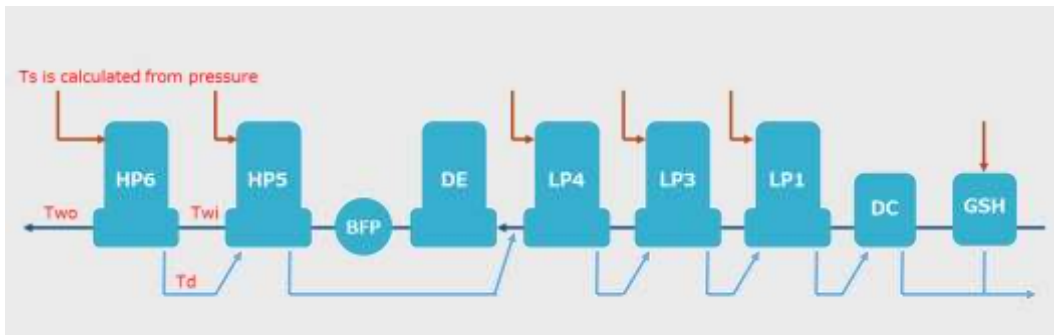 Ts is calculated from pressure
HP6
HP5
DE
LP4
LP3
LP1
DC
GSH
Two
Twi
BFP
Td